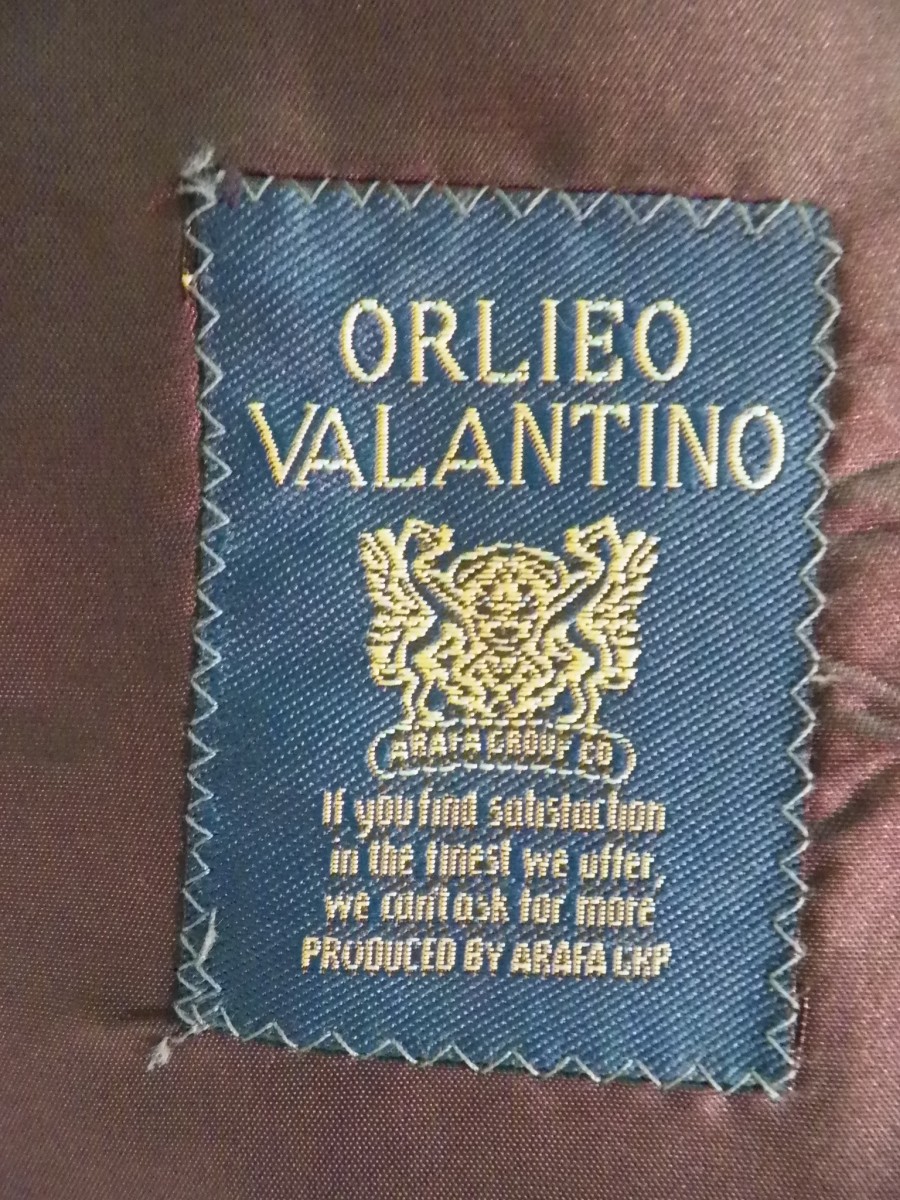 ORLIEO
VALANTINO
ARAFA GROUP CO
If you find satisfaction
in the finest we offer,
we can't ask for more
PRODUCED BY ARAFA GRP